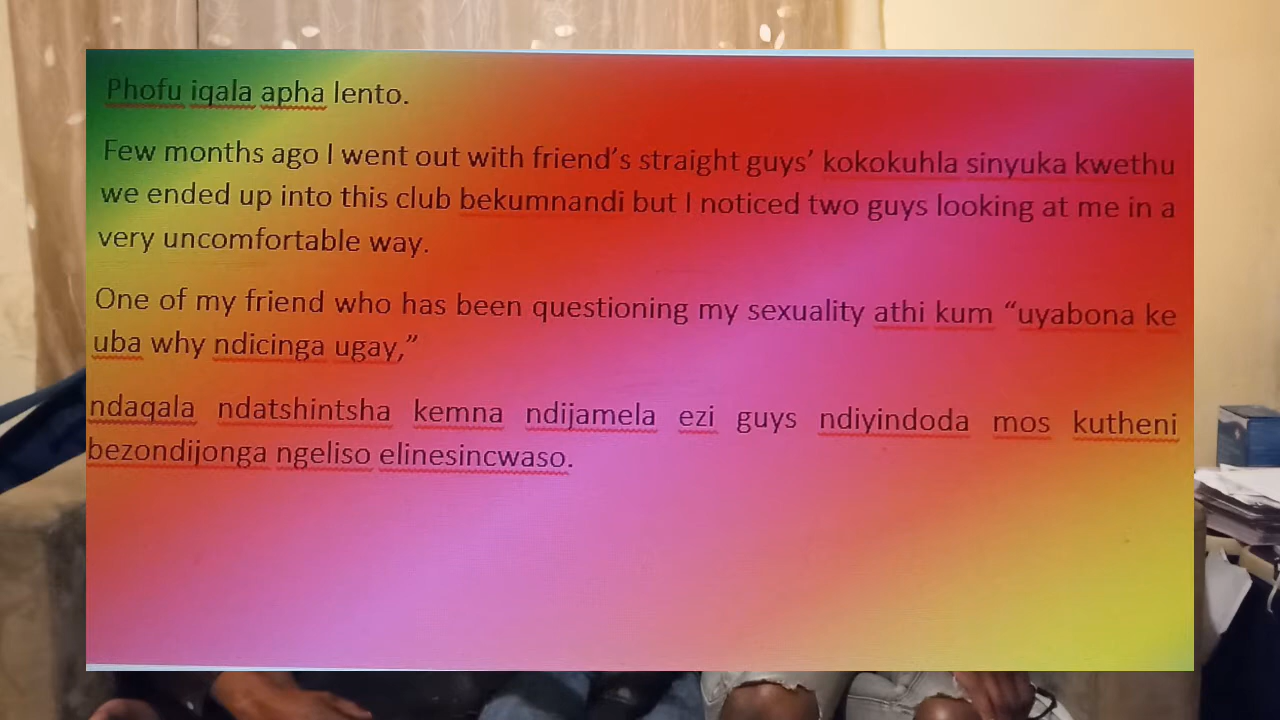 Phofu iqala apha lento.
Few months ago I went out with friend's straight guys' kokokuhla sinyuka kwethu
we ended up into this club bekumnandi but I noticed two guys looking at me in a
very uncomfortable way.
One of my friend who has been questioning my sexuality athi kum "uyabona ke
uba why ndicinga ugay,"
ndaqala ndatshintsha kemna ndijamela ezi guys ndiyindoda mos kutheni
bezondijonga ngeliso elinesincwaso.